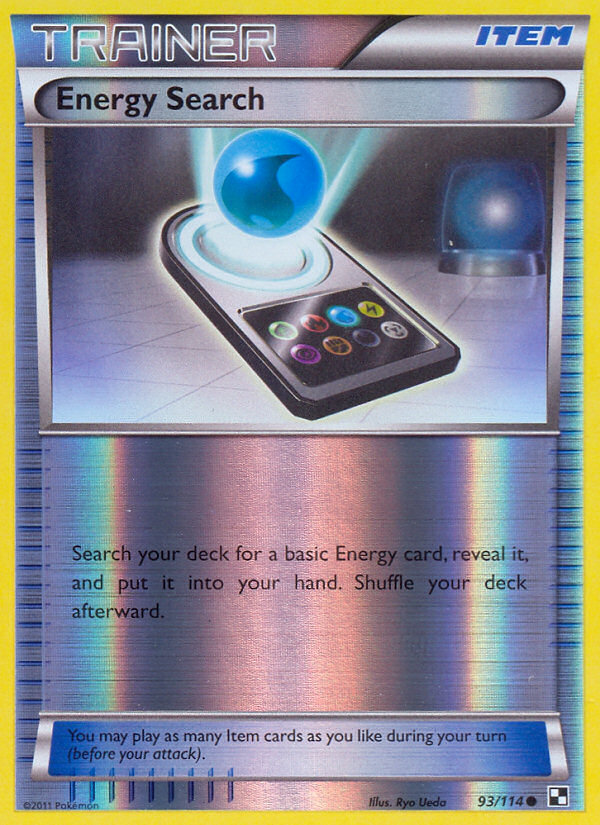 TRAINER
ITEM
Energy Search
Search your deck for a basic Energy card, reveal it,
and put it into your hand. Shuffle your deck
afterward.
You may play as many Item cards as you like during your turn
(before your attack).
©2011 Pokémon
Illus. Ryo Ueda
93/114